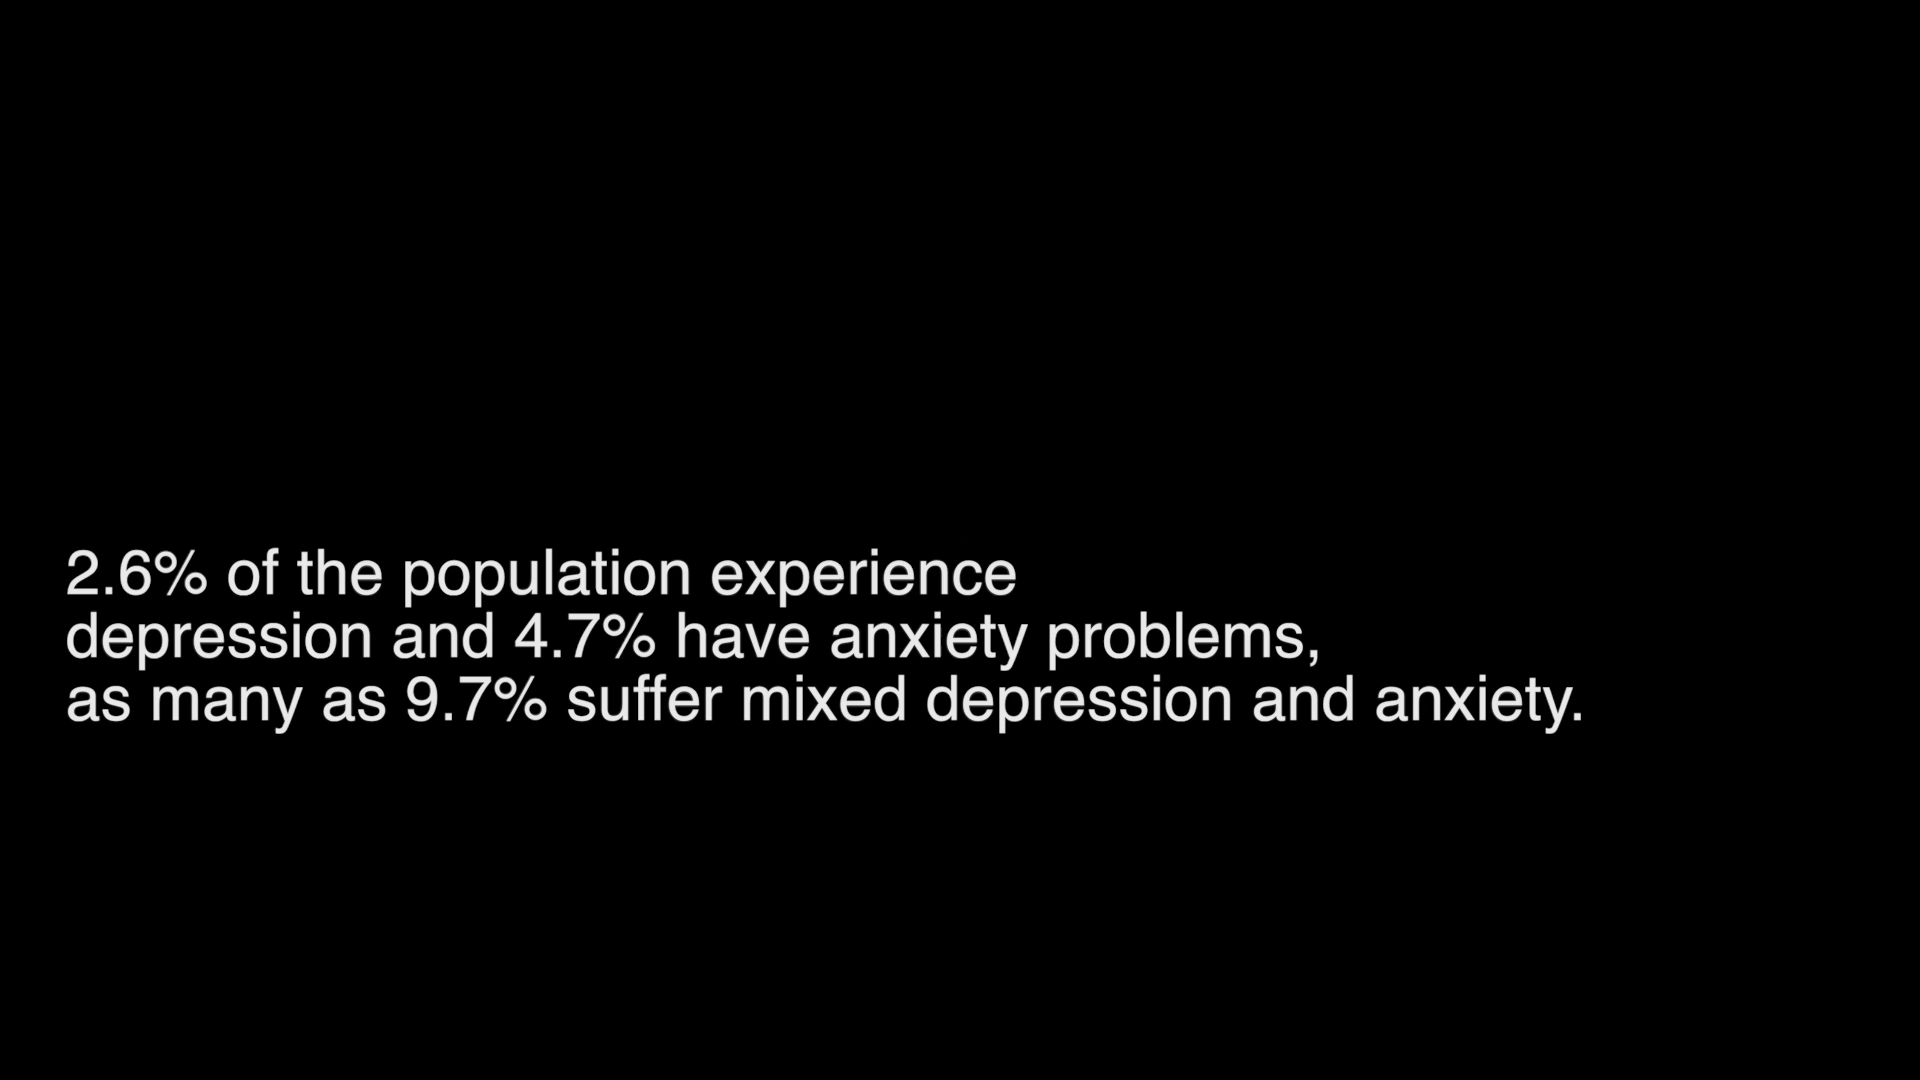 2.6% of the population experience
depression and 4.7% have anxiety problems,
as many as 9.7% suffer mixed depression and anxiety.